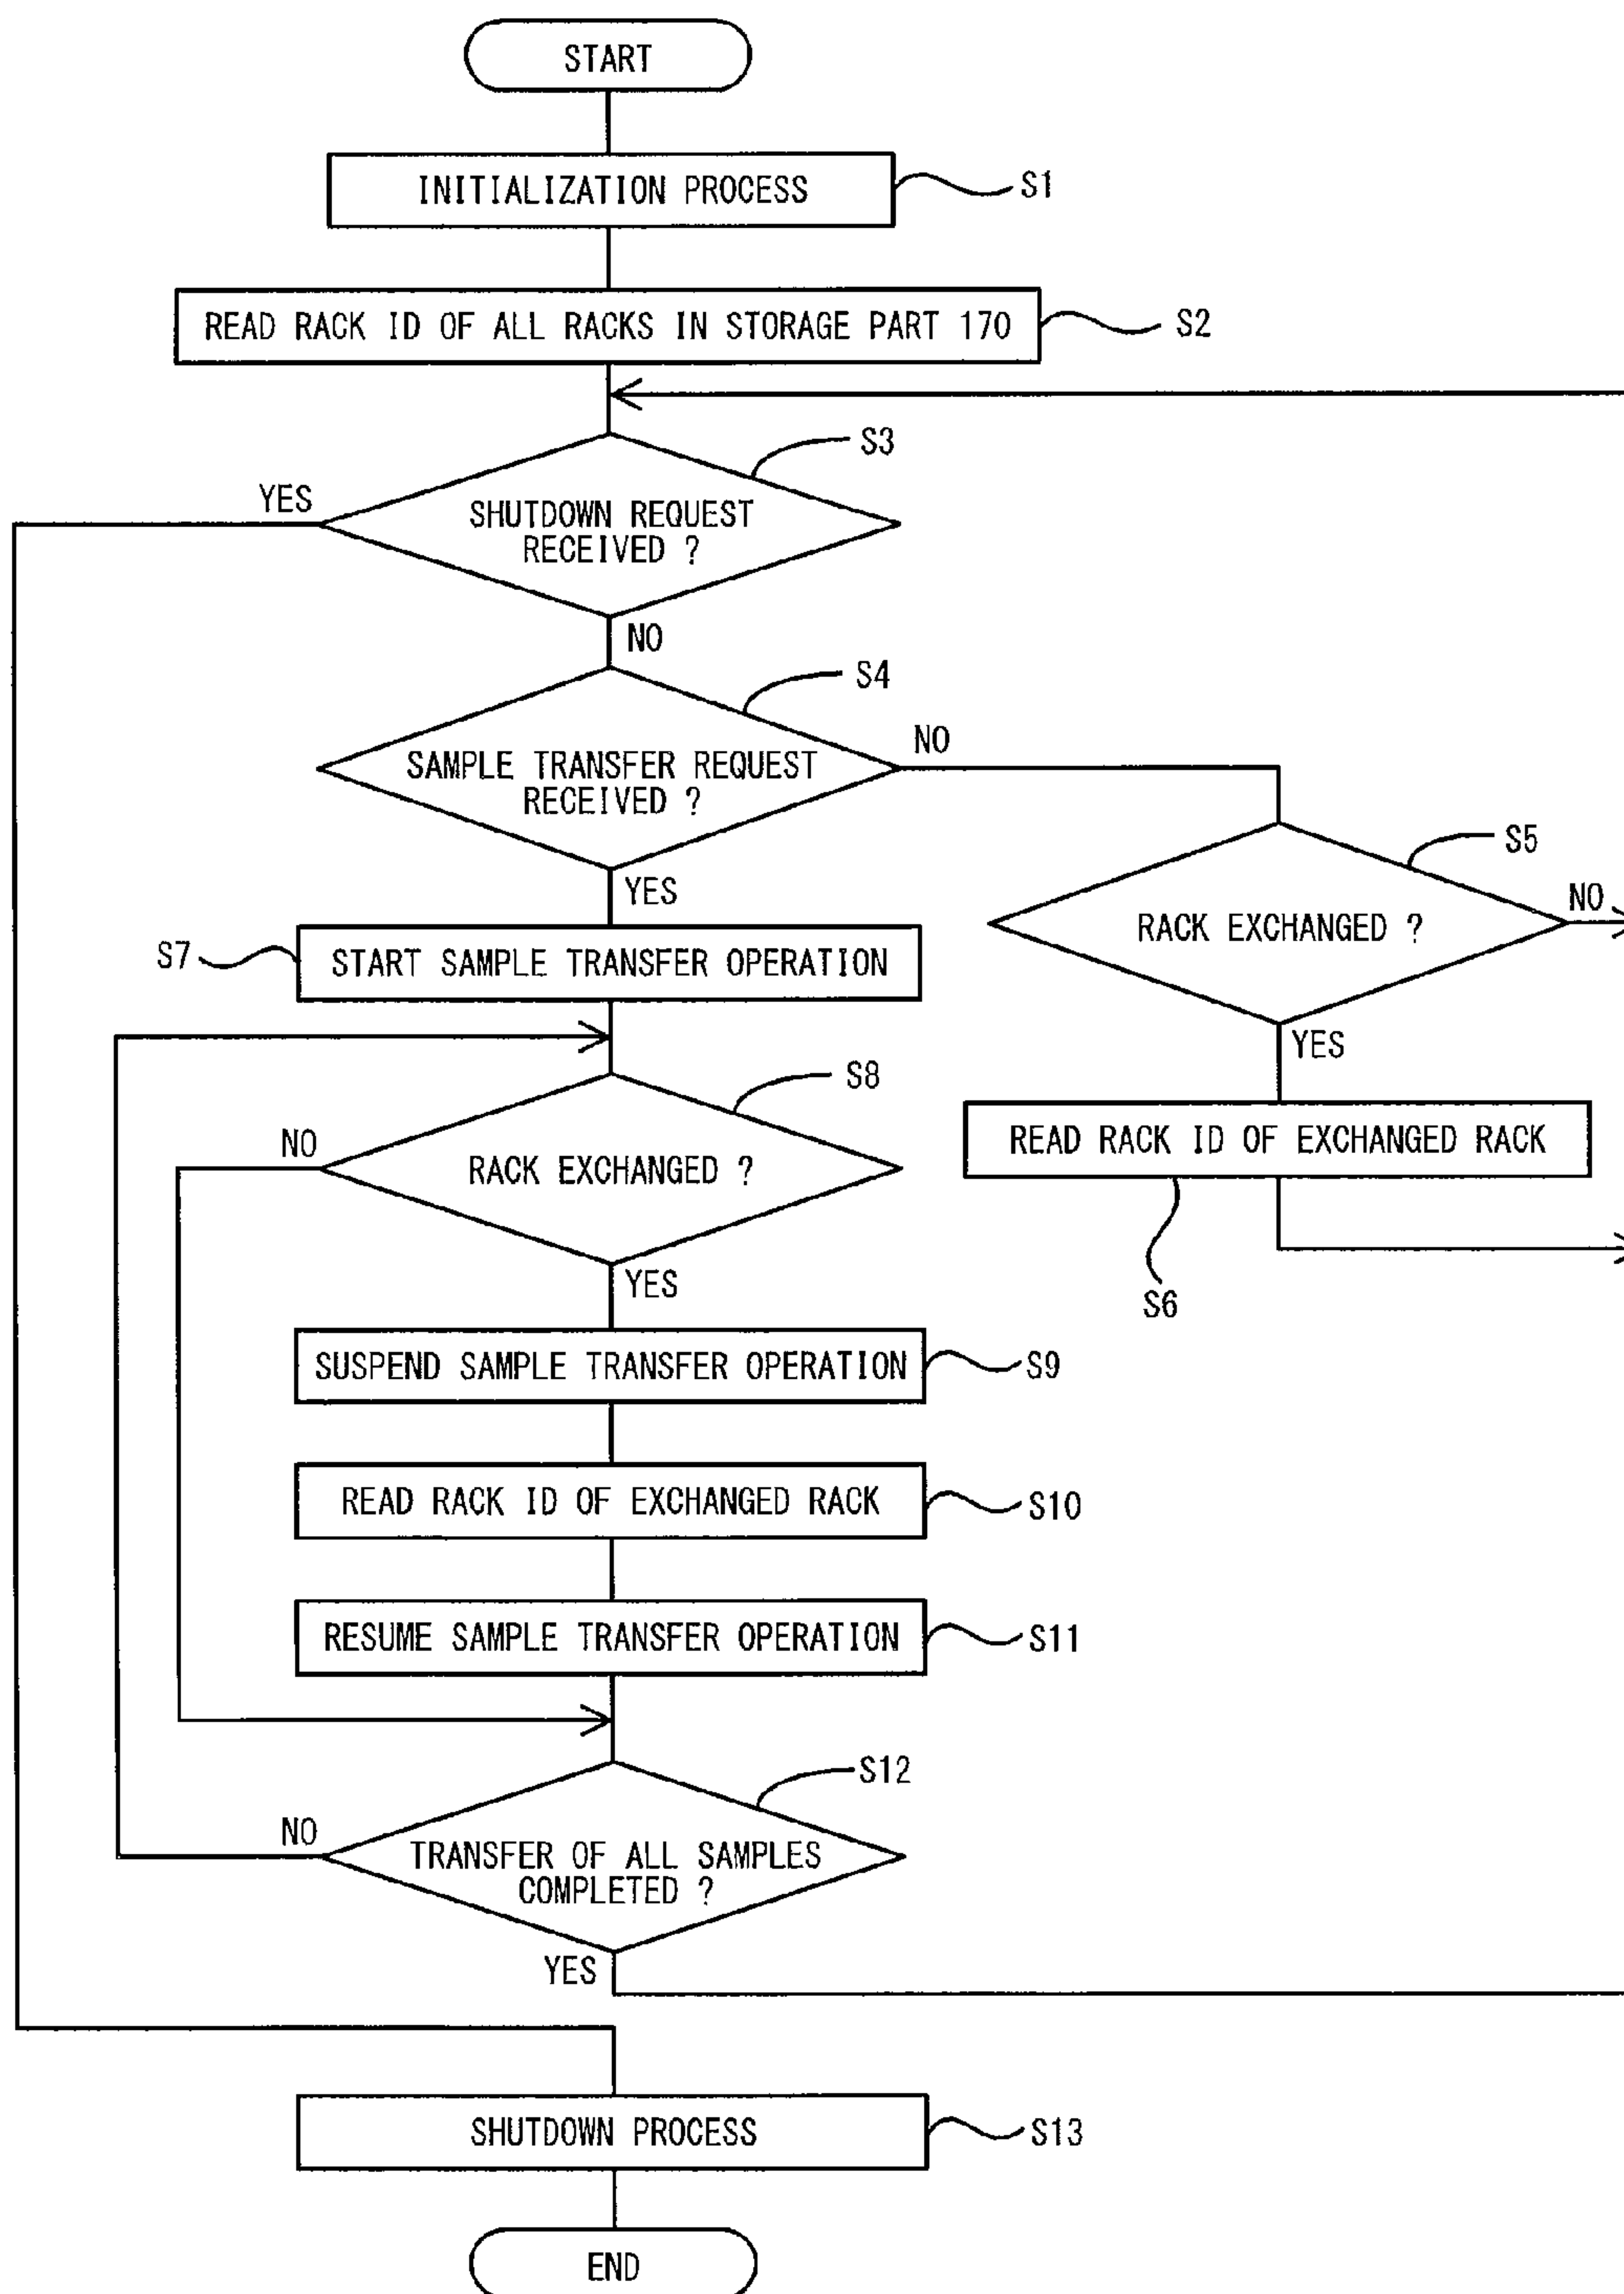 START
INITIALIZATION PROCESS
S1
READ RACK ID OF ALL RACKS IN STORAGE PART 170
S2
S3
YES
SHUTDOWN REQUEST
RECEIVED ?
NO
S4
SAMPLE TRANSFER REQUEST
RECEIVED ?
NO
YES
S5
RACK EXCHANGED ?
NO
YES
READ RACK ID OF EXCHANGED RACK
S6
S7
START SAMPLE TRANSFER OPERATION
S8
NO
RACK EXCHANGED ?
YES
SUSPEND SAMPLE TRANSFER OPERATION
S9
READ RACK ID OF EXCHANGED RACK
S10
RESUME SAMPLE TRANSFER OPERATION
S11
S12
NO
TRANSFER OF ALL SAMPLES
COMPLETED ?
YES
SHUTDOWN PROCESS
S13
END